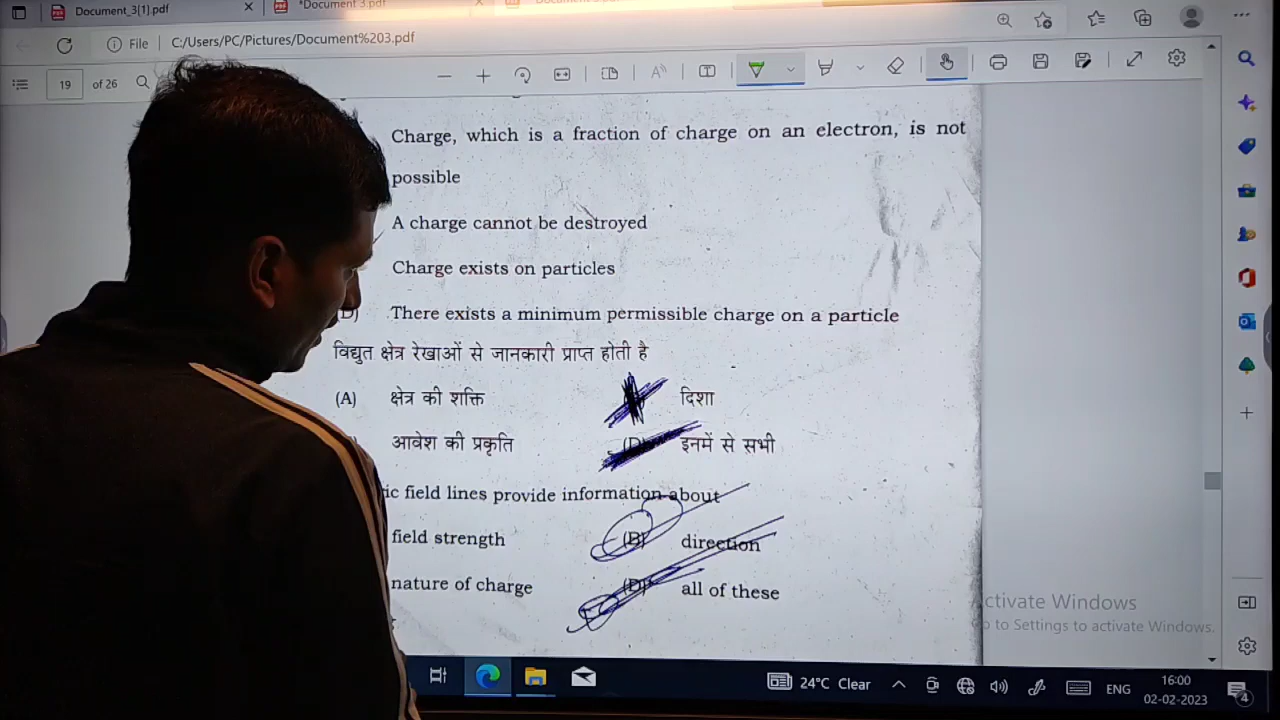 Document_3(1).pdf
*Document 3.pdf
File C:/Users/PC/Pictures/Document%203.pdf
19 of 26
Charge, which is a fraction of charge on an electron, is not
possible
A charge cannot be destroyed
Charge exists on particles
(D) There exists a minimum permissible charge on a particle
विद्युत क्षेत्र रेखाओं से जानकारी प्राप्त होती है
(A) क्षेत्र की शक्ति दिशा
आवेश की प्रकृति (D) इनमें से सभी
ic field lines provide information about
field strength (B) direction
nature of charge (D) all of these
ctivate Windows
o to Settings to activate Windows.
24°C Clear ENG 16:00
02-02-2023
4